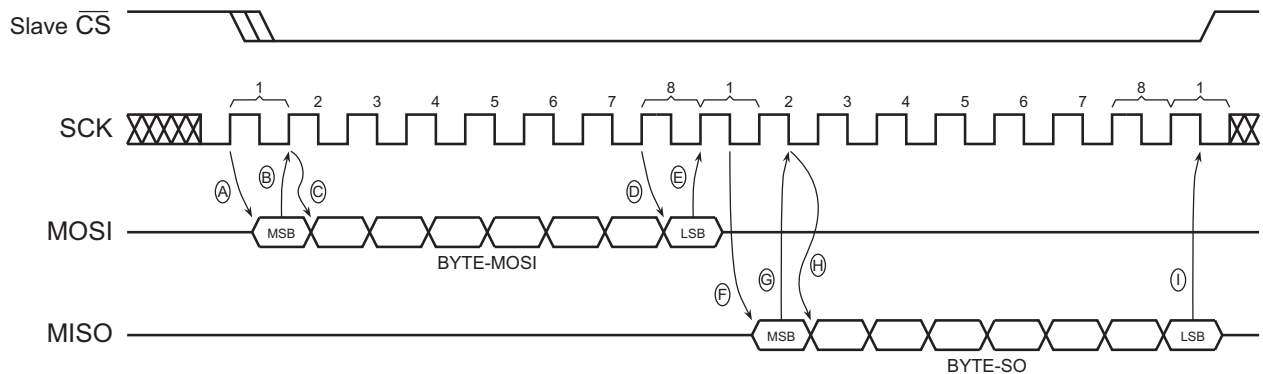 Slave CS
1 2 3 4 5 6 7 8 1 2 3 4 5 6 7 8 1
SCK
A B C D E F G H I
MOSI MSB LSB
BYTE-MOSI
MISO MSB LSB
BYTE-SO